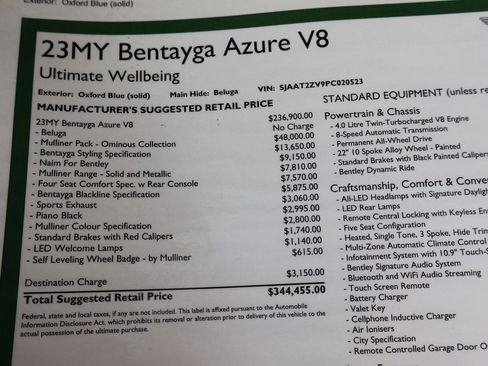 Exterior: Oxford Blue (solid)
23MY Bentayga Azure V8
Ultimate Wellbeing
Exterior: Oxford Blue (solid) Main Hide: Beluga VIN: SJAAT2ZV9PC020523
MANUFACTURER'S SUGGESTED RETAIL PRICE
23MY Bentayga Azure V8 $236,900.00
- Beluga No Charge
- Mulliner Pack - Ominous Collection $48,000.00
- Bentayga Styling Specification $13,650.00
- Naim For Bentley $9,150.00
- Mulliner Range - Solid and Metallic $7,810.00
- Four Seat Comfort Spec. w Rear Console $7,570.00
- Bentayga Blackline Specification $5,875.00
- Sports Exhaust $3,060.00
- Piano Black $2,995.00
- Mulliner Colour Specification $2,800.00
- Standard Brakes with Red Calipers $1,740.00
- LED Welcome Lamps $1,140.00
- Self Leveling Wheel Badge - by Mulliner $615.00
Destination Charge $3,150.00
Total Suggested Retail Price $344,455.00
Federal, state and local taxes, if any are not included. This label is affixed pursuant to the Automobile
Information Disclosure Act, which prohibits its removal or alteration prior to delivery of this vehicle to the
actual possession of the ultimate purchaser.
STANDARD EQUIPMENT (unless re
Powertrain & Chassis
- 4.0 Litre Twin-Turbocharged V8 Engine
- 8-Speed Automatic Transmission
- Permanent All-Wheel Drive
- 22" 10 Spoke Alloy Wheel - Painted
- Standard Brakes with Black Painted Calipers
- Bentley Dynamic Ride
Craftsmanship, Comfort & Conve
- All-LED Headlamps with Signature Dayligh
- LED Rear Lamps
- Remote Central Locking with Keyless En
- Five Seat Configuration
- Heated, Single Tone, 3 Spoke, Hide Trim
- Multi-Zone Automatic Climate Control
- Infotainment System with 10.9" Touch-S
- Bentley Signature Audio System
- Bluetooth and WiFi Audio Streaming
- Touch Screen Remote
- Battery Charger
- Valet Key
- Cellphone Inductive Charger
- Air Ionisers
- City Specification
- Remote Controlled Garage Door O